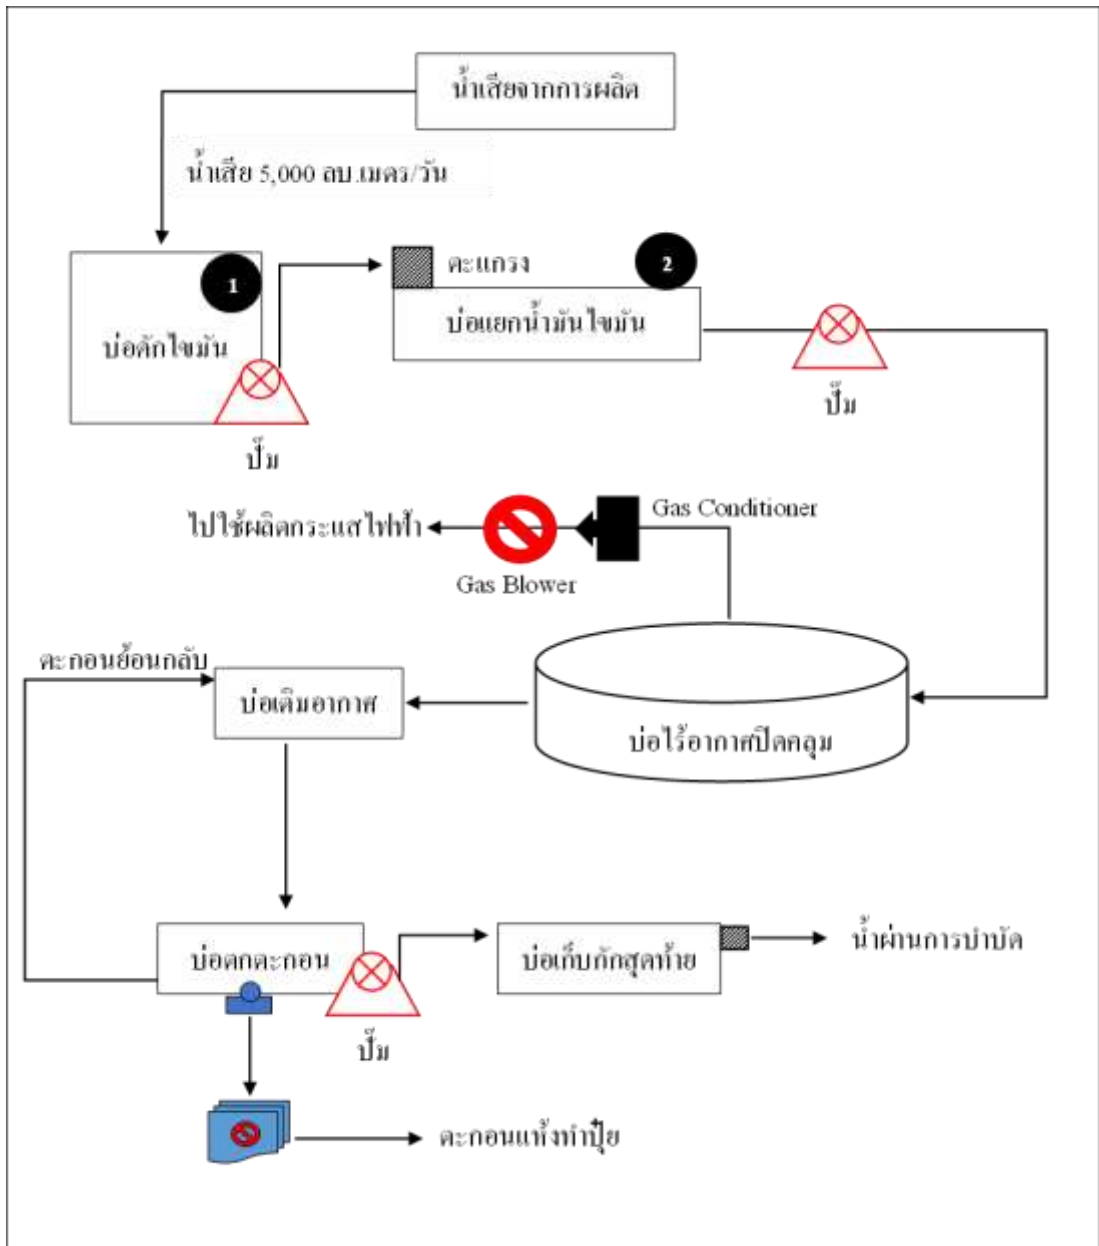 น้ำเสียจากการผลิต
น้ำเสีย 5,000 ลบ.เมตร/วัน
1
ตะแกรง
2
บ่อดักไขมัน
บ่อแยกน้ำมันไขมัน
ปั๊ม
ปั๊ม
Gas Conditioner
ไปใช้ผลิตกระแสไฟฟ้า
Gas Blower
ตะกอนย้อนกลับ
บ่อเติมอากาศ
บ่อไร้อากาศปิดคลุม
บ่อตกตะกอน
บ่อเก็บกักสุดท้าย
น้ำผ่านการบำบัด
ปั๊ม
ตะกอนแห้งทำปุ๋ย